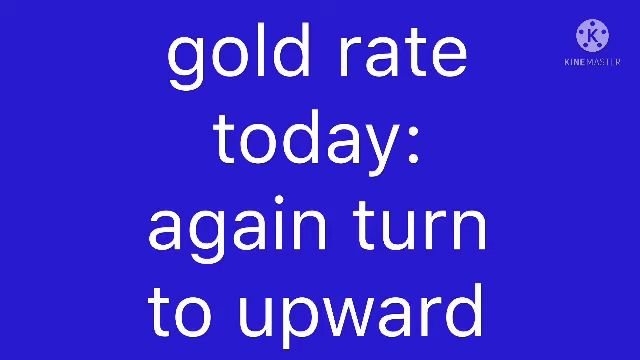 gold rate
today:
again turn
to upward
K
KINEMASTER